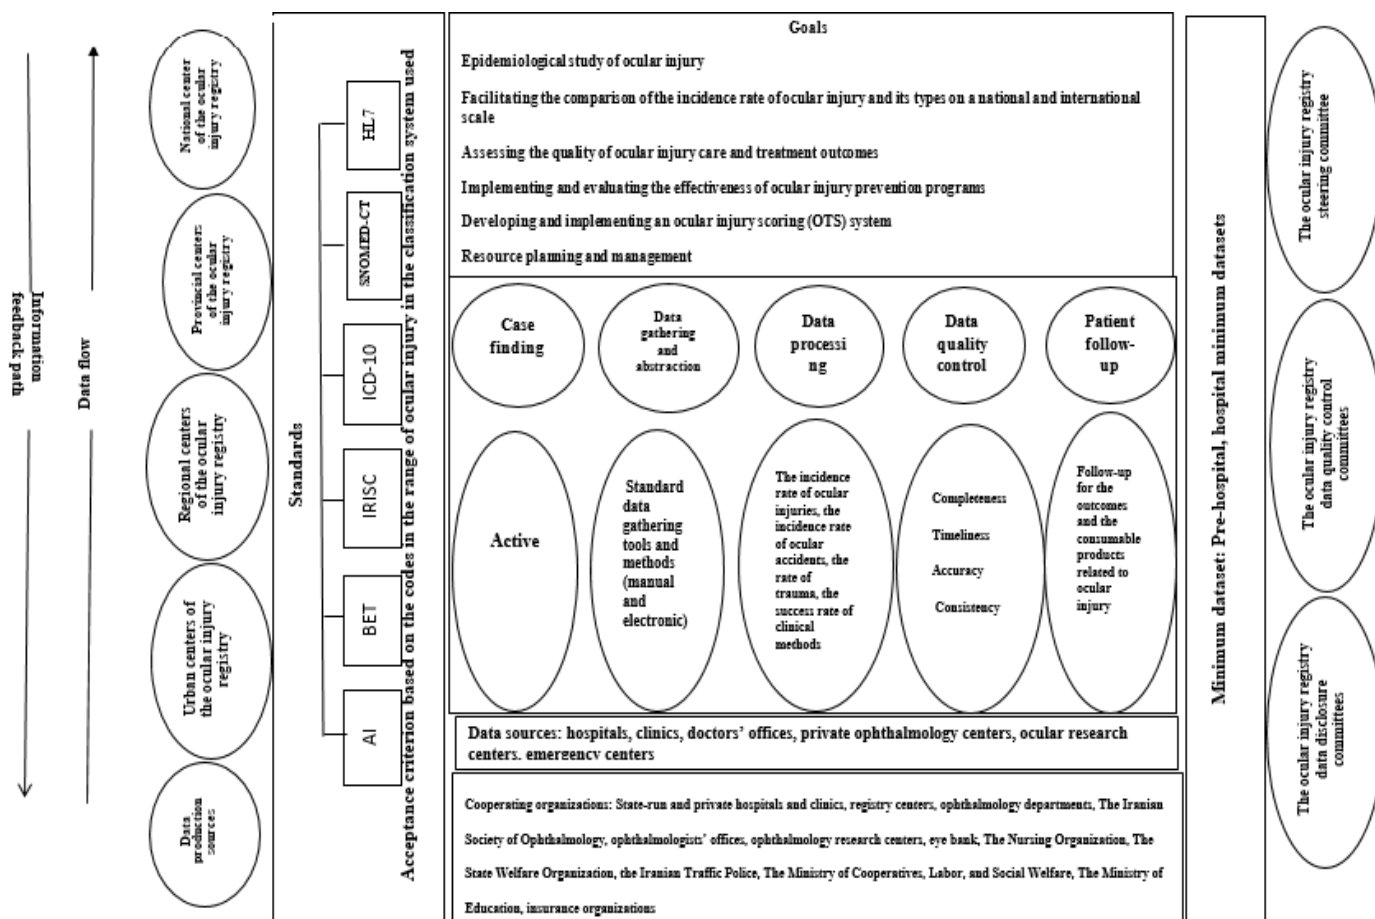 Information
feedback path
Data flow
National center
of the ocular
injury registry
Provincial centers
of the ocular
injury registry
Regional centers
of the ocular
injury registry
Urban centers of
the ocular injury
registry
Data
production
sources
Standards
HL7
SNOMED-CT
ICD-10
IRISC
BET
AI
Acceptance criterion based on the codes in the range of ocular injury in the classification system used
Goals
Epidemiological study of ocular injury
Facilitating the comparison of the incidence rate of ocular injury and its types on a national and international
scale
Assessing the quality of ocular injury care and treatment outcomes
Implementing and evaluating the effectiveness of ocular injury prevention programs
Developing and implementing an ocular injury scoring (OTS) system
Resource planning and management
Case
finding
Data
gathering
and
abstraction
Data
processi
ng
Data
quality
control
Patient
follow-
up
Active
Standard
data
gathering
tools and
methods
(manual
and
electronic)
The incidence
rate of ocular
injuries, the
incidence rate
of ocular
accidents, the
rate of
trauma, the
success rate of
clinical
methods
Completeness
Timeliness
Accuracy
Consistency
Follow-up
for the
outcomes
and the
consumable
products
related to
ocular
injury
Data sources: hospitals, clinics, doctors' offices, private ophthalmology centers, ocular research
centers, emergency centers
Cooperating organizations: State-run and private hospitals and clinics, registry centers, ophthalmology departments, The Iranian
Society of Ophthalmology, ophthalmologists' offices, ophthalmology research centers, eye bank, The Nursing Organization, The
State Welfare Organization, the Iranian Traffic Police, The Ministry of Cooperatives, Labor, and Social Welfare, The Ministry of
Education, insurance organizations
Minimum dataset: Pre-hospital, hospital minimum datasets
The ocular injury registry
steering committee
The ocular injury registry
data quality control
committees
The ocular injury registry
data disclosure
committees